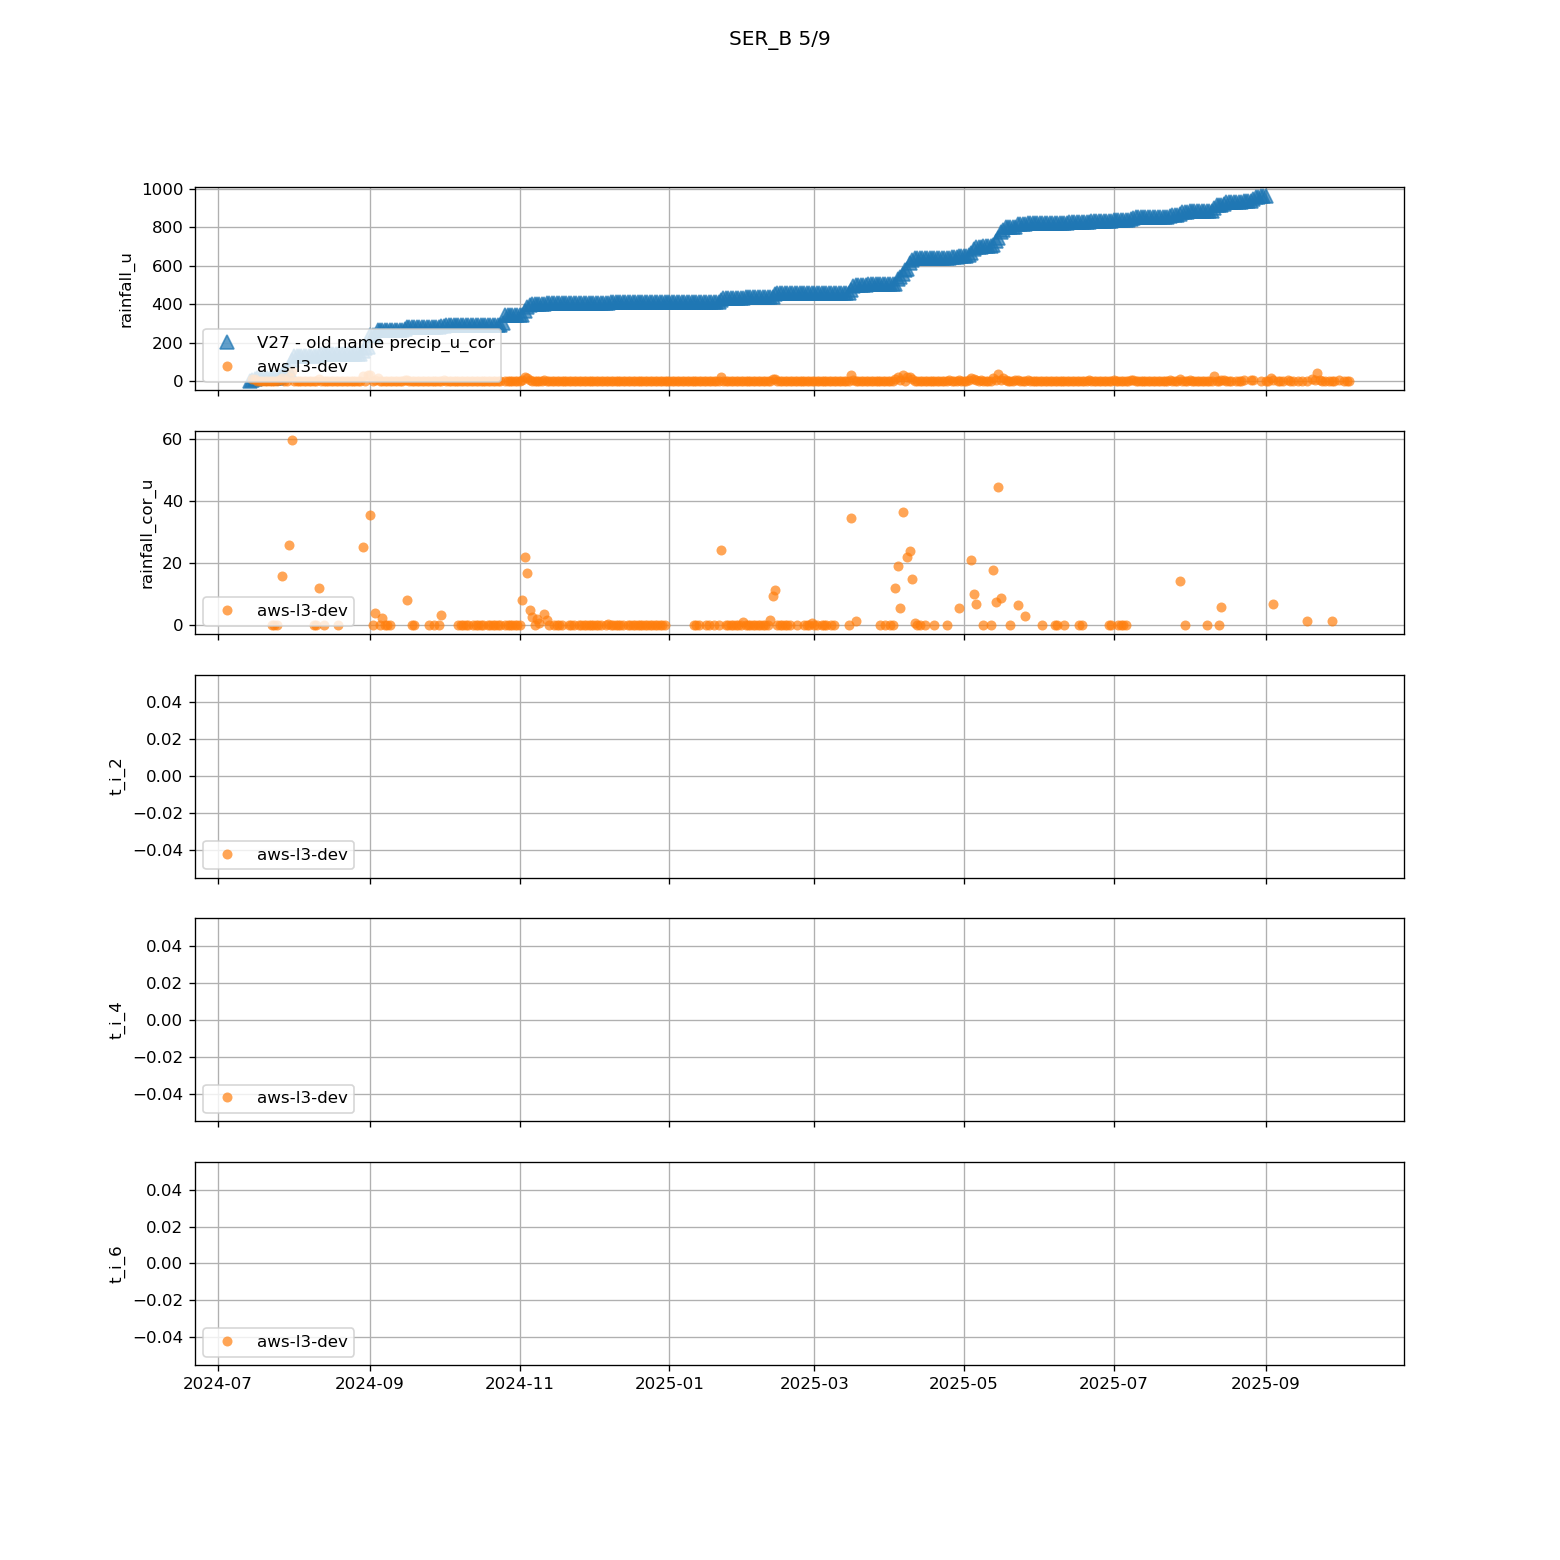 SER_B 5/9
rainfall_u
1000
800
600
400
200
0
V27 - old name precip_u_cor
aws-l3-dev
rainfall_cor_u
60
40
20
0
aws-l3-dev
t_i_2
0.04
0.02
0.00
−0.02
−0.04
aws-l3-dev
t_i_4
0.04
0.02
0.00
−0.02
−0.04
aws-l3-dev
t_i_6
0.04
0.02
0.00
−0.02
−0.04
aws-l3-dev
2024-07 2024-09 2024-11 2025-01 2025-03 2025-05 2025-07 2025-09